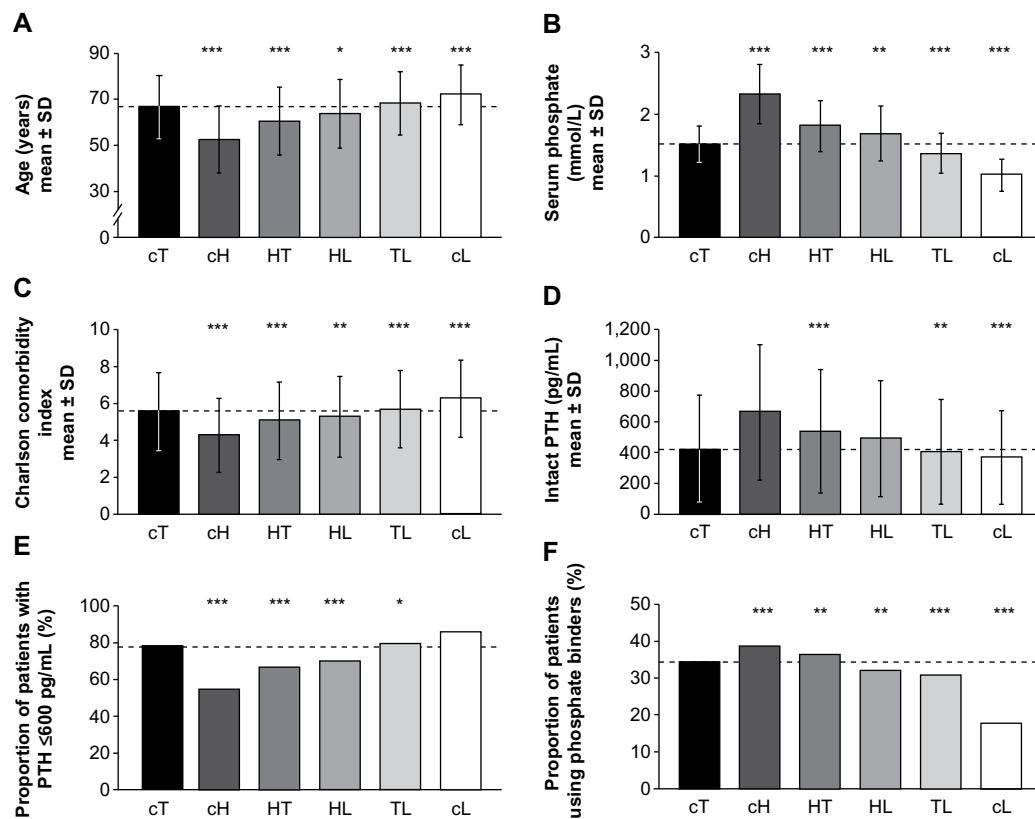 A
Age (years)
mean ± SD
90
70
50
30
0
*** *** * *** ***
cT cH HT HL TL cL
B
Serum phosphate
(mmol/L)
mean ± SD
3
2
1
0
*** *** ** *** ***
cT cH HT HL TL cL
C
Charlson comorbidity
index
mean ± SD
10
8
6
4
2
0
*** *** ** *** ***
cT cH HT HL TL cL
D
Intact PTH (pg/mL)
mean ± SD
1,200
1,000
800
600
400
200
0
*** ** ***
cT cH HT HL TL cL
E
Proportion of patients with
PTH ≤600 pg/mL (%)
100
80
60
40
20
0
*** *** *** *
cT cH HT HL TL cL
F
Proportion of patients
using phosphate binders (%)
50
40
30
20
10
0
*** ** ** *** ***
cT cH HT HL TL cL